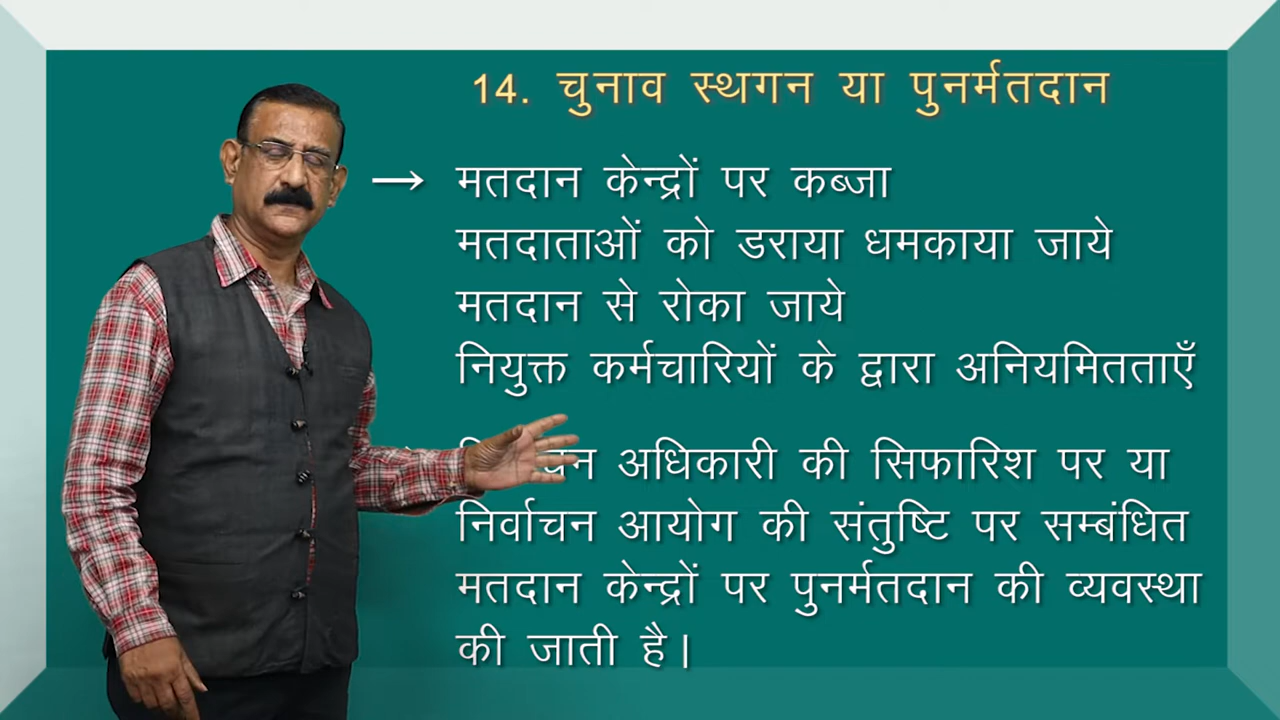 14. चुनाव स्थगन या पुनर्मतदान
→ मतदान केन्द्रों पर कब्जा
मतदाताओं को डराया धमकाया जाये
मतदान से रोका जाये
नियुक्त कर्मचारियों के द्वारा अनियमितताएँ
अधिकारी की सिफारिश पर या
निर्वाचन आयोग की संतुष्टि पर सम्बंधित
मतदान केन्द्रों पर पुनर्मतदान की व्यवस्था
की जाती है।